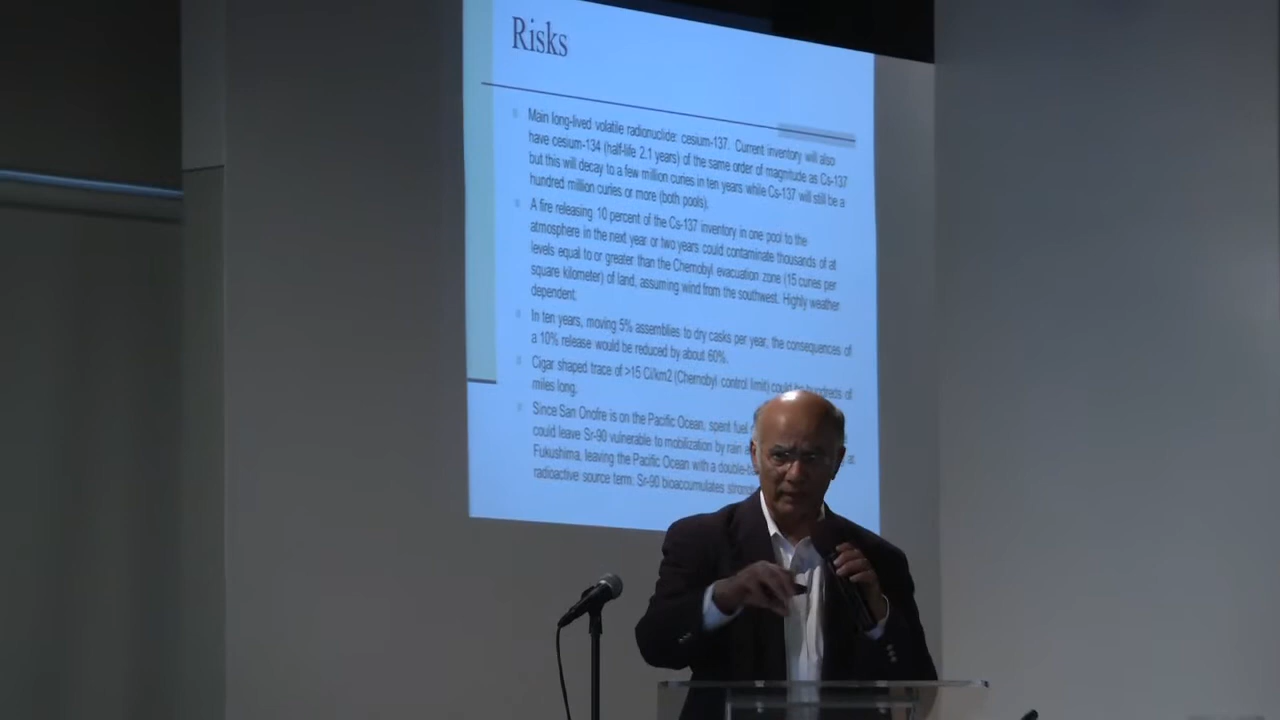 Risks
Main long-lived volatile radionuclide: cesium-137. Current inventory will also
have cesium-134 (half-life 2.1 years) of the same order of magnitude as Cs-137
but this will decay to a few million curies in ten years while Cs-137 will still be a
hundred million curies or more (both pools).
A fire releasing 10 percent of the Cs-137 inventory in one pool to the
atmosphere in the next year or two years could contaminate thousands of at
levels equal to or greater than the Chernobyl evacuation zone (15 curies per
square kilometer) of land, assuming wind from the southwest. Highly weather
dependent.
In ten years, moving 5% assemblies to dry casks per year, the consequences of
a 10% release would be reduced by about 60%.
Cigar shaped trace of >15 Ci/km2 (Chernobyl control limit) could be hundreds of
miles long.
Since San Onofre is on the Pacific Ocean, spent fuel
could leave Sr-90 vulnerable to mobilization by rain
Fukushima, leaving the Pacific Ocean with a
radioactive source term. Sr-90 bioaccumulates